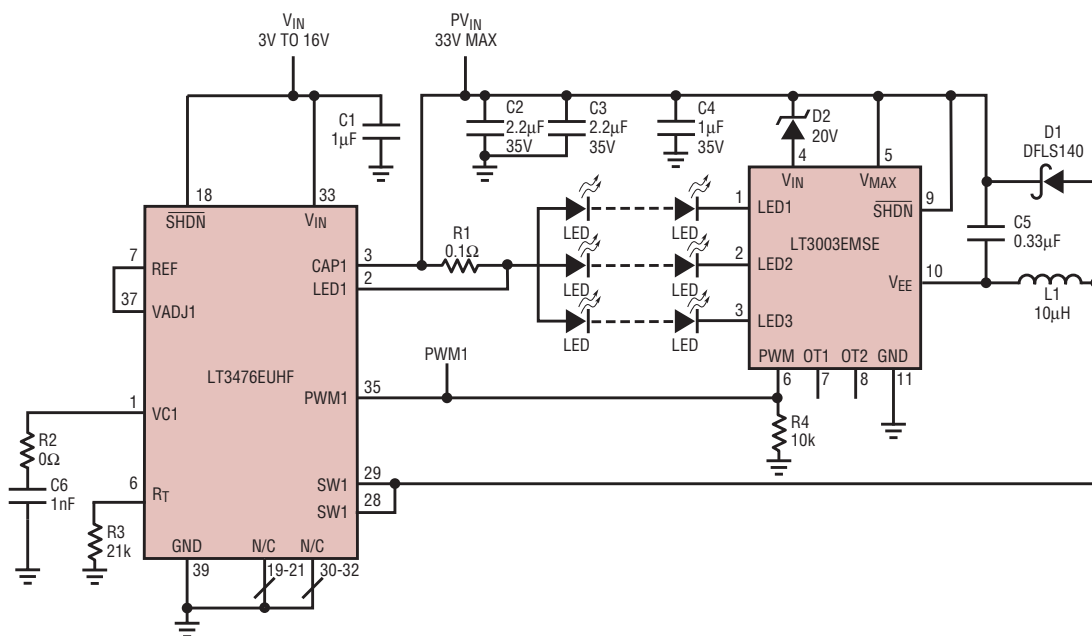 VIN
3V TO 16V
PVIN
33V MAX
C1
1µF
C2
2.2µF
35V
C3
2.2µF
35V
C4
1µF
35V
D2
20V
D1
DFLS140
18
33
4
5
SHDN
VIN
VIN
VMAX
9
SHDN
7
REF
37
VADJ1
3
CAP1
2
LED1
R1
0.1Ω
LED
LED
LED
LED
LED
LED
1
LED1
2
LED2
3
LED3
LT3003EMSE
C5
0.33µF
10
VEE
L1
10µH
PWM
OT1
OT2
GND
6
7
8
11
LT3476EUHF
PWM1
35
PWM1
R4
10k
1
VC1
R2
0Ω
C6
1nF
6
RT
R3
21k
29
SW1
28
SW1
GND
N/C
N/C
39
19-21
30-32